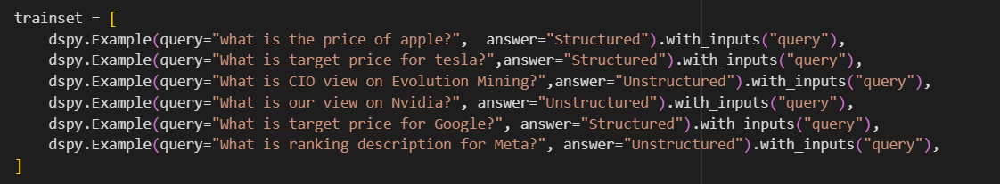 trainset = [
    dspy.Example(query="what is the price of apple?",  answer="Structured").with_inputs("query"),
    dspy.Example(query="What is target price for tesla?",answer="Structured").with_inputs("query"),
    dspy.Example(query="What is CIO view on Evolution Mining?",answer="Unstructured").with_inputs("query"),
    dspy.Example(query="What is our view on Nvidia?", answer="Unstructured").with_inputs("query"),
    dspy.Example(query="What is target price for Google?", answer="Structured").with_inputs("query"),
    dspy.Example(query="What is ranking description for Meta?", answer="Unstructured").with_inputs("query"),
]